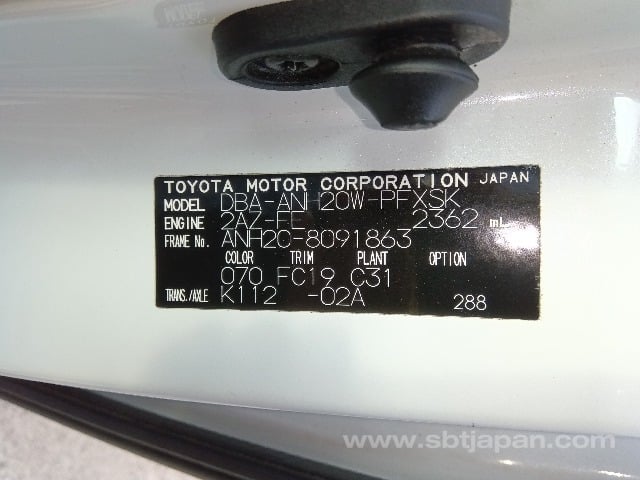 TOYOTA MOTOR CORPORATION JAPAN
MODEL DBA-ANH20W-PFXSK
ENGINE 2AZ-FE 2362 mL
FRAME No. ANH20-8091863
COLOR TRIM PLANT OPTION
070 FC19 C31
TRANS./AXLE K112 -02A 288
www.sbtjapan.com